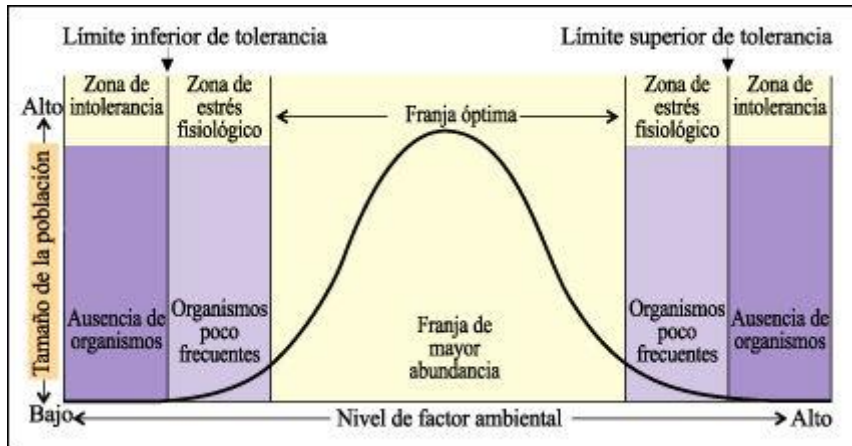 Límite inferior de tolerancia
Límite superior de tolerancia
Zona de
intolerancia
Zona de
estrés
fisiológico
Franja óptima
Zona de
estrés
fisiológico
Zona de
intolerancia
Alto
Tamaño de la población
Ausencia de
organismos
Organismos
poco
frecuentes
Franja de
mayor
abundancia
Organismos
poco
frecuentes
Ausencia de
organismos
Bajo
Nivel de factor ambiental
Alto